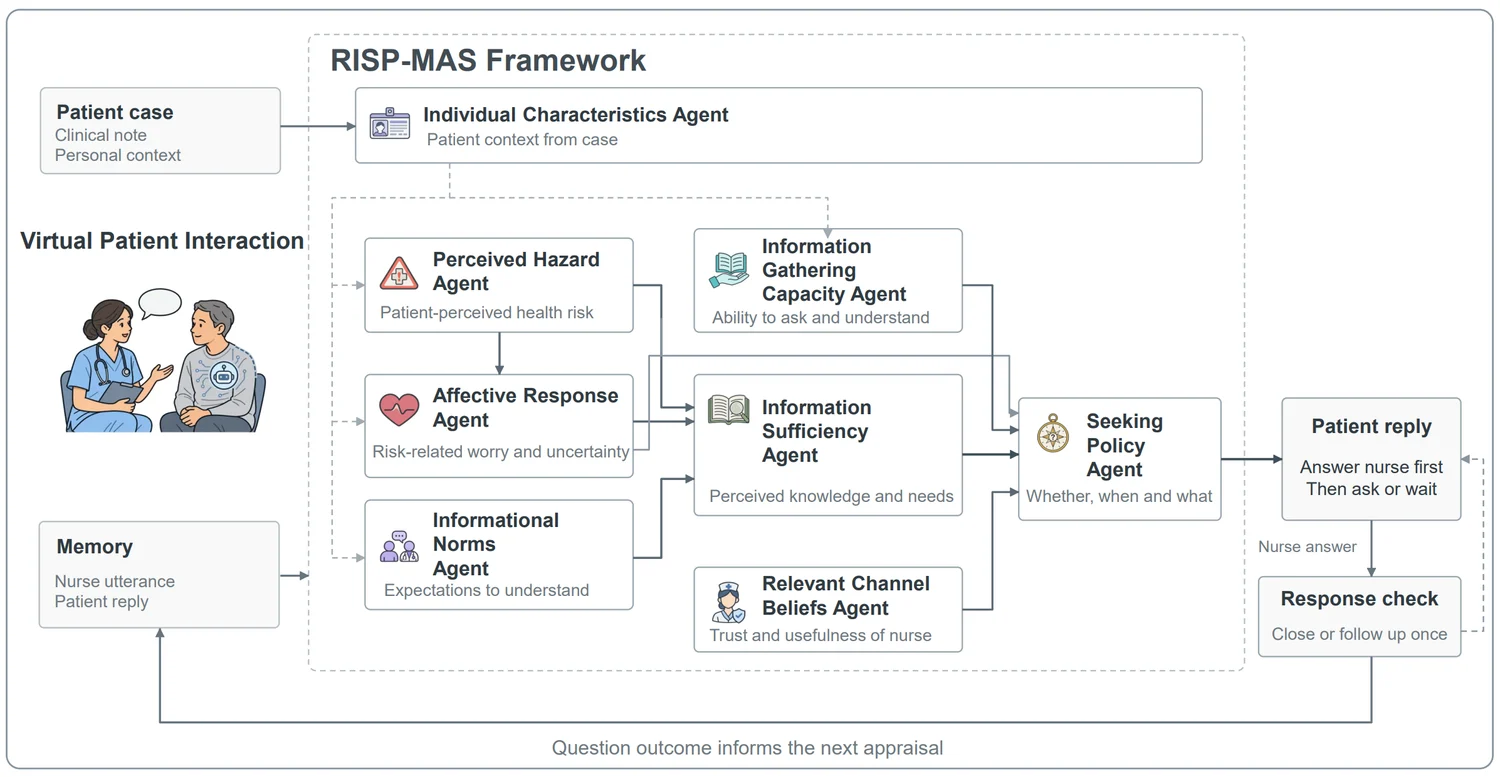 RISP-MAS Framework
Patient case
Clinical note
Personal context
Individual Characteristics Agent
Patient context from case
Virtual Patient Interaction
Perceived Hazard
Agent
Patient-perceived health risk
Information
Gathering
Capacity Agent
Ability to ask and understand
Affective Response
Agent
Risk-related worry and uncertainty
Information
Sufficiency
Agent
Perceived knowledge and needs
Seeking
Policy
Agent
Whether, when and what
Patient reply
Answer nurse first
Then ask or wait
Informational
Norms
Agent
Expectations to understand
Memory
Nurse utterance
Patient reply
Relevant Channel
Beliefs Agent
Trust and usefulness of nurse
Nurse answer
Response check
Close or follow up once
Question outcome informs the next appraisal